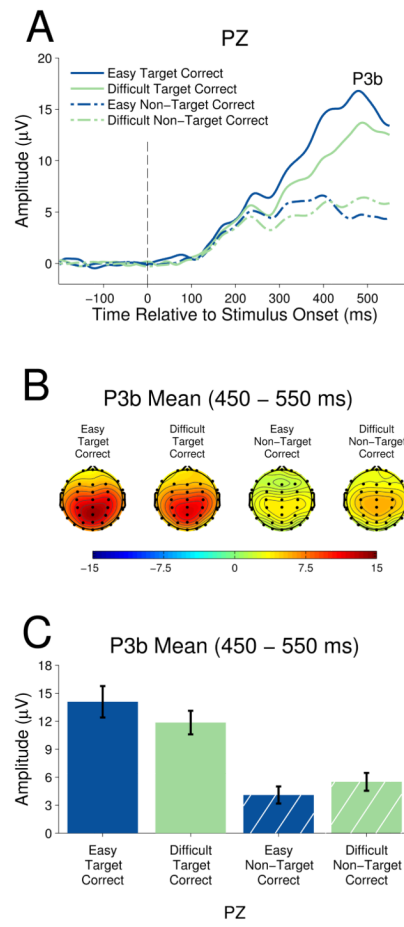 A
PZ
20
15
10
5
0
Amplitude (µV)
Easy Target Correct
Difficult Target Correct
Easy Non−Target Correct
Difficult Non−Target Correct
P3b
−100
0
100
200
300
400
500
Time Relative to Stimulus Onset (ms)
B
P3b Mean (450 − 550 ms)
Easy
Target
Correct
Difficult
Target
Correct
Easy
Non−Target
Correct
Difficult
Non−Target
Correct
−15
−7.5
0
7.5
15
C
P3b Mean (450 − 550 ms)
18
15
12
9
6
3
0
Amplitude (µV)
Easy
Target
Correct
Difficult
Target
Correct
Easy
Non−Target
Correct
Difficult
Non−Target
Correct
PZ